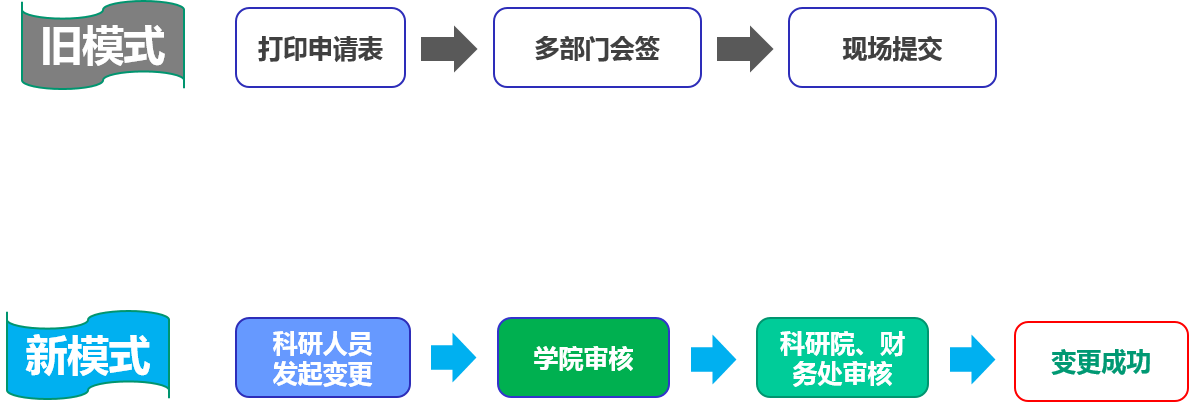 旧模式
打印申请表
多部门会签
现场提交
新模式
科研人员
发起变更
学院审核
科研院、财
务处审核
变更成功